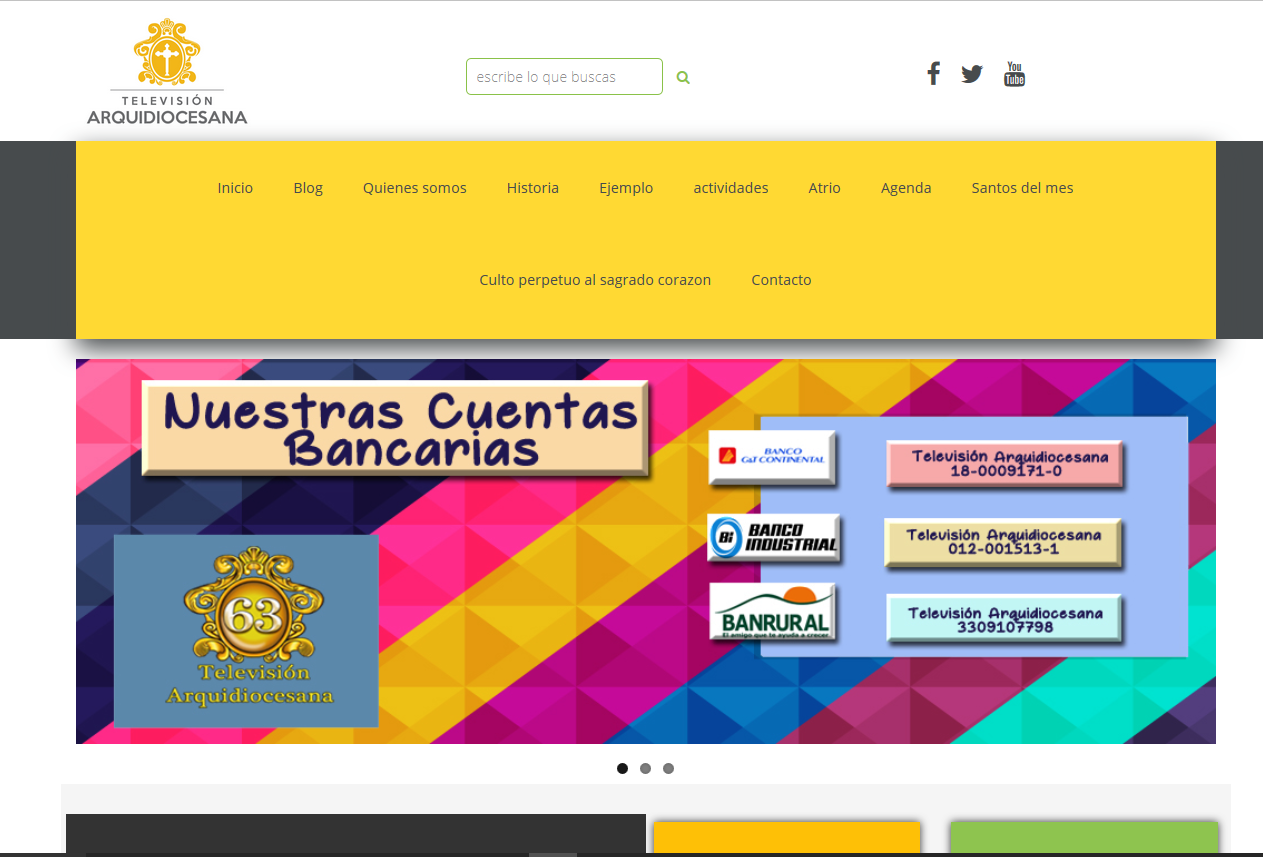 TELEVISIÓN
ARQUIDIOCESANA
escribe lo que buscas
You
Tube
Inicio Blog Quienes somos Historia Ejemplo actividades Atrio Agenda Santos del mes
Culto perpetuo al sagrado corazon Contacto
Nuestras Cuentas
Bancarias
BANCO
G&T CONTINENTAL
Televisión Arquidiocesana
18-0009171-0
Bi BANCO
INDUSTRIAL
Televisión Arquidiocesana
012-001513-1
BANRURAL
El amigo que te ayuda a crecer.
Televisión Arquidiocesana
3309107798
63
Televisión
Arquidiocesana